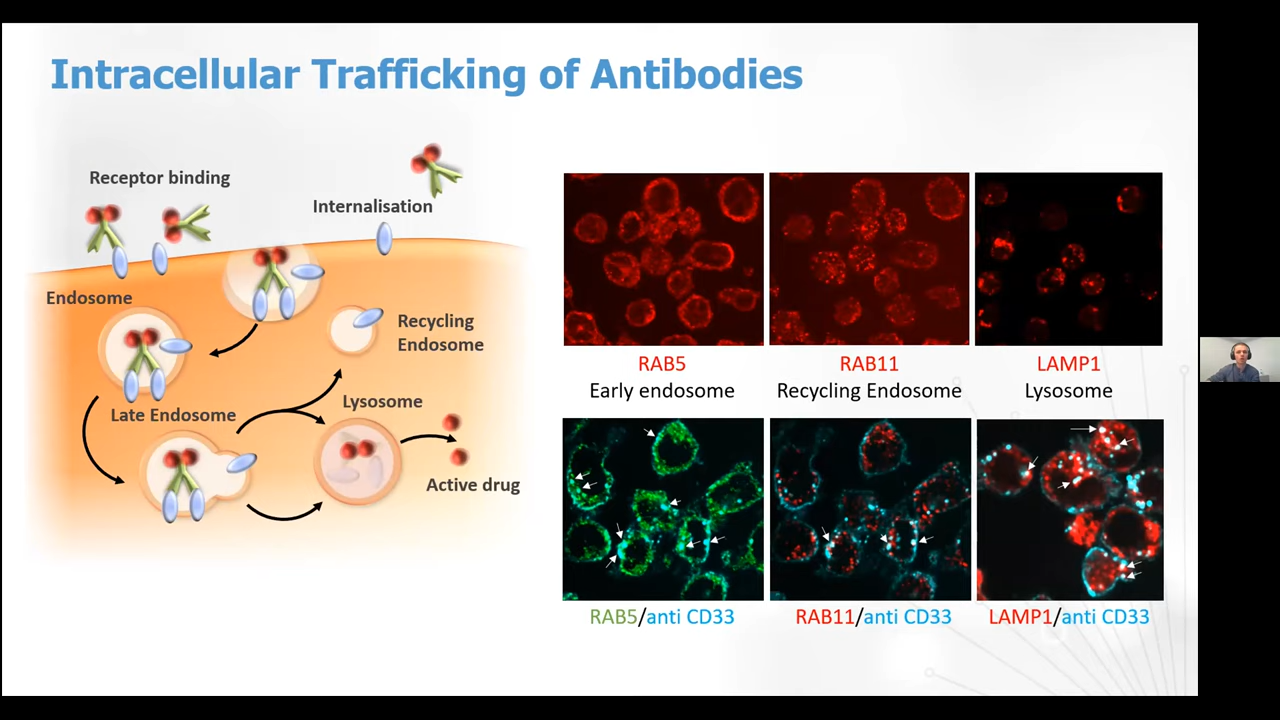 Intracellular Trafficking of Antibodies
Receptor binding
Internalisation
Endosome
Recycling
Endosome
Late Endosome
Lysosome
Active drug
RAB5
Early endosome
RAB11
Recycling Endosome
LAMP1
Lysosome
RAB5/anti CD33
RAB11/anti CD33
LAMP1/anti CD33